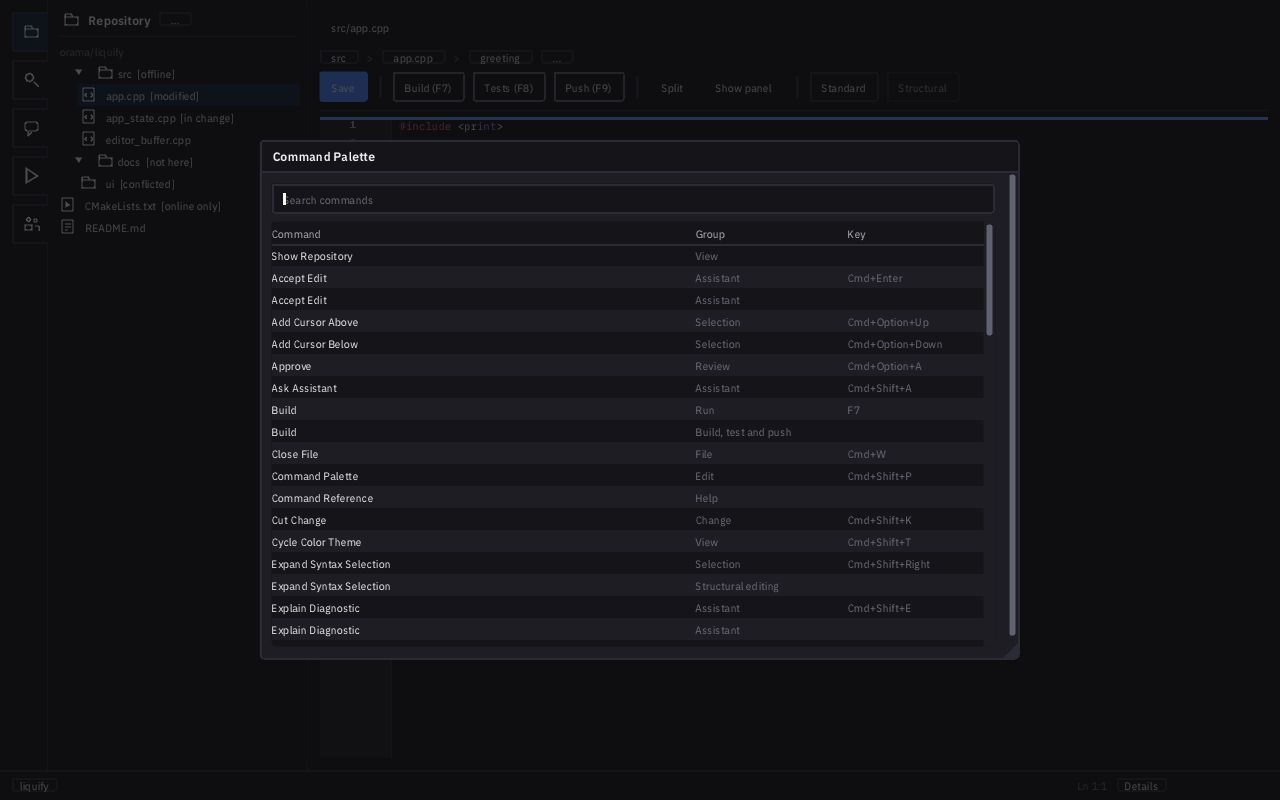 Repository ...
orama/liquify
src [offline]
app.cpp [modified]
app_state.cpp [in change]
editor_buffer.cpp
docs [not here]
ui [conflicted]
CMakeLists.txt [online only]
README.md
src/app.cpp
src > app.cpp > greeting ...
Save Build (F7) Tests (F8) Push (F9) Split Show panel Standard Structural
1 #include <print>
Command Palette
Search commands
Command Group Key
Show Repository View
Accept Edit Assistant Cmd+Enter
Accept Edit Assistant
Add Cursor Above Selection Cmd+Option+Up
Add Cursor Below Selection Cmd+Option+Down
Approve Review Cmd+Option+A
Ask Assistant Assistant Cmd+Shift+A
Build Run F7
Build Build, test and push
Close File File Cmd+W
Command Palette Edit Cmd+Shift+P
Command Reference Help
Cut Change Change Cmd+Shift+K
Cycle Color Theme View Cmd+Shift+T
Expand Syntax Selection Selection Cmd+Shift+Right
Expand Syntax Selection Structural editing
Explain Diagnostic Assistant Cmd+Shift+E
Explain Diagnostic Assistant
liquify Ln 1:1 Details